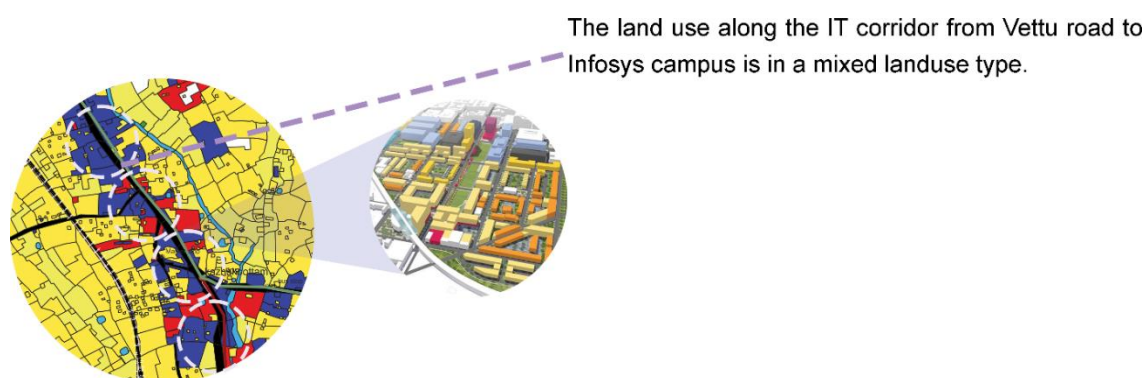 The land use along the IT corridor from Vettu road to
Infosys campus is in a mixed landuse type.